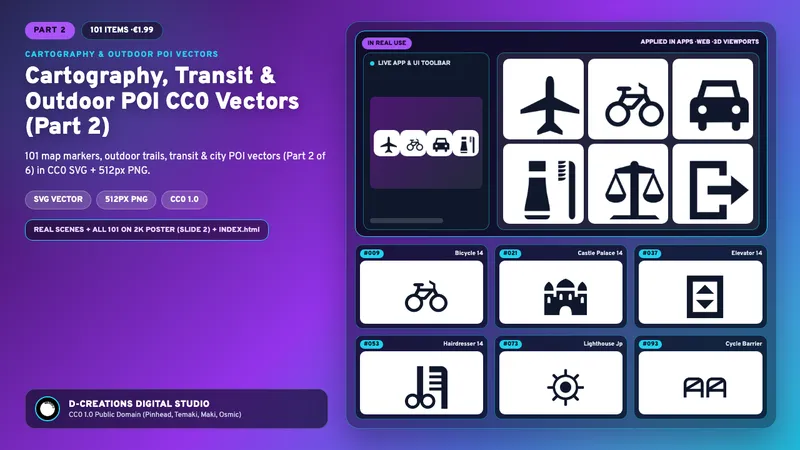 PART 2
101 ITEMS · €1.99
CARTOGRAPHY & OUTDOOR POI VECTORS
Cartography, Transit &
Outdoor POI CC0 Vectors
(Part 2)
101 map markers, outdoor trails, transit & city POI vectors (Part 2 of
6) in CC0 SVG + 512px PNG.
SVG VECTOR
512PX PNG
CC0 1.0
REAL SCENES + ALL 101 ON 2K POSTER (SLIDE 2) + INDEX.html
D-CREATIONS DIGITAL STUDIO
CC0 1.0 Public Domain (Pinhead, Temaki, Maki, Osmic)
IN REAL USE
APPLIED IN APPS · WEB · 3D VIEWPORTS
LIVE APP & UI TOOLBAR
#009
Bicycle 14
#021
Castle Palace 14
#037
Elevator 14
#053
Hairdresser 14
#073
Lighthouse Jp
#093
Cycle Barrier